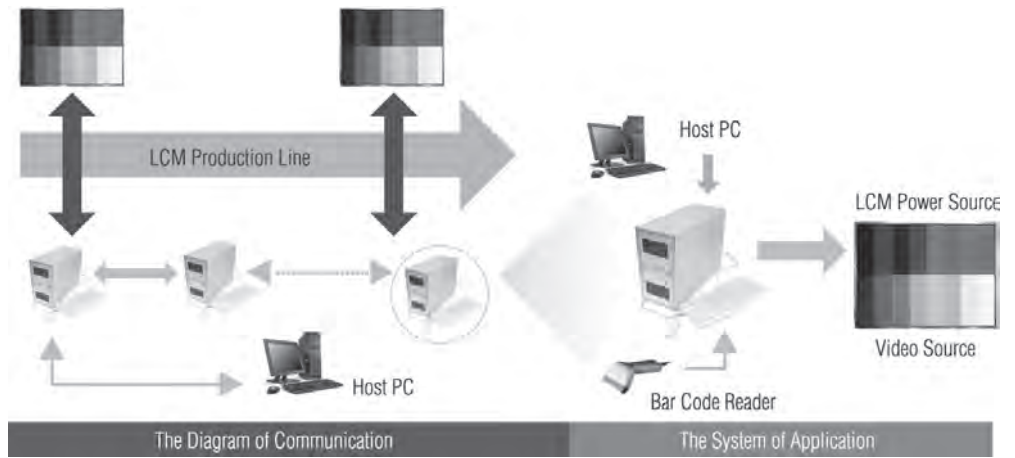 LCM Production Line
Host PC
The Diagram of Communication
Host PC
LCM Power Source
Video Source
Bar Code Reader
The System of Application